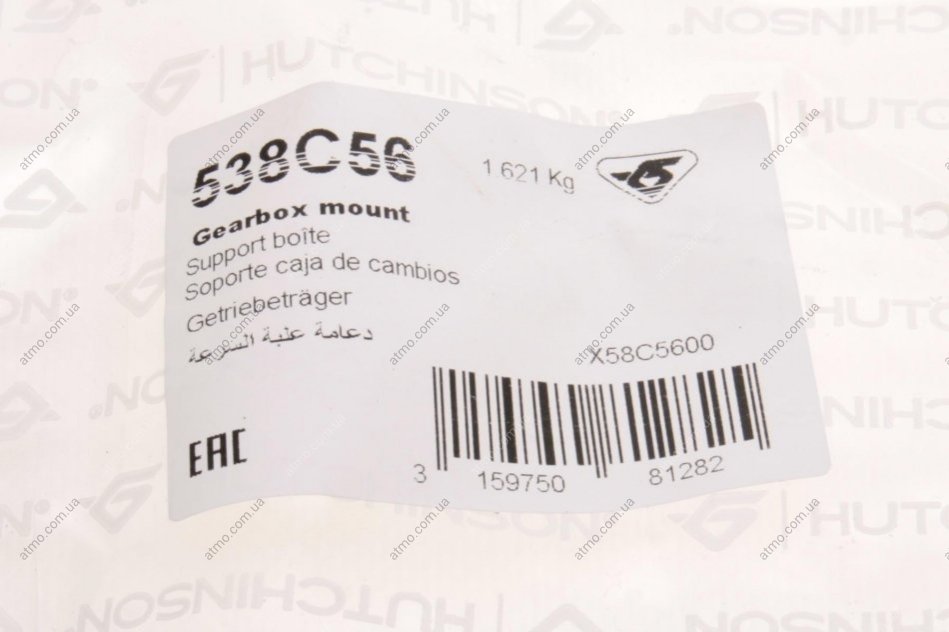 HUTCHINSON
538C56
1 621 Kg
Gearbox mount
Support boîte
Soporte caja de cambios
Getriebeträger
دعامة علبة السرعة
X58C5600
EAC
3 159750 81282
atmo.com.ua